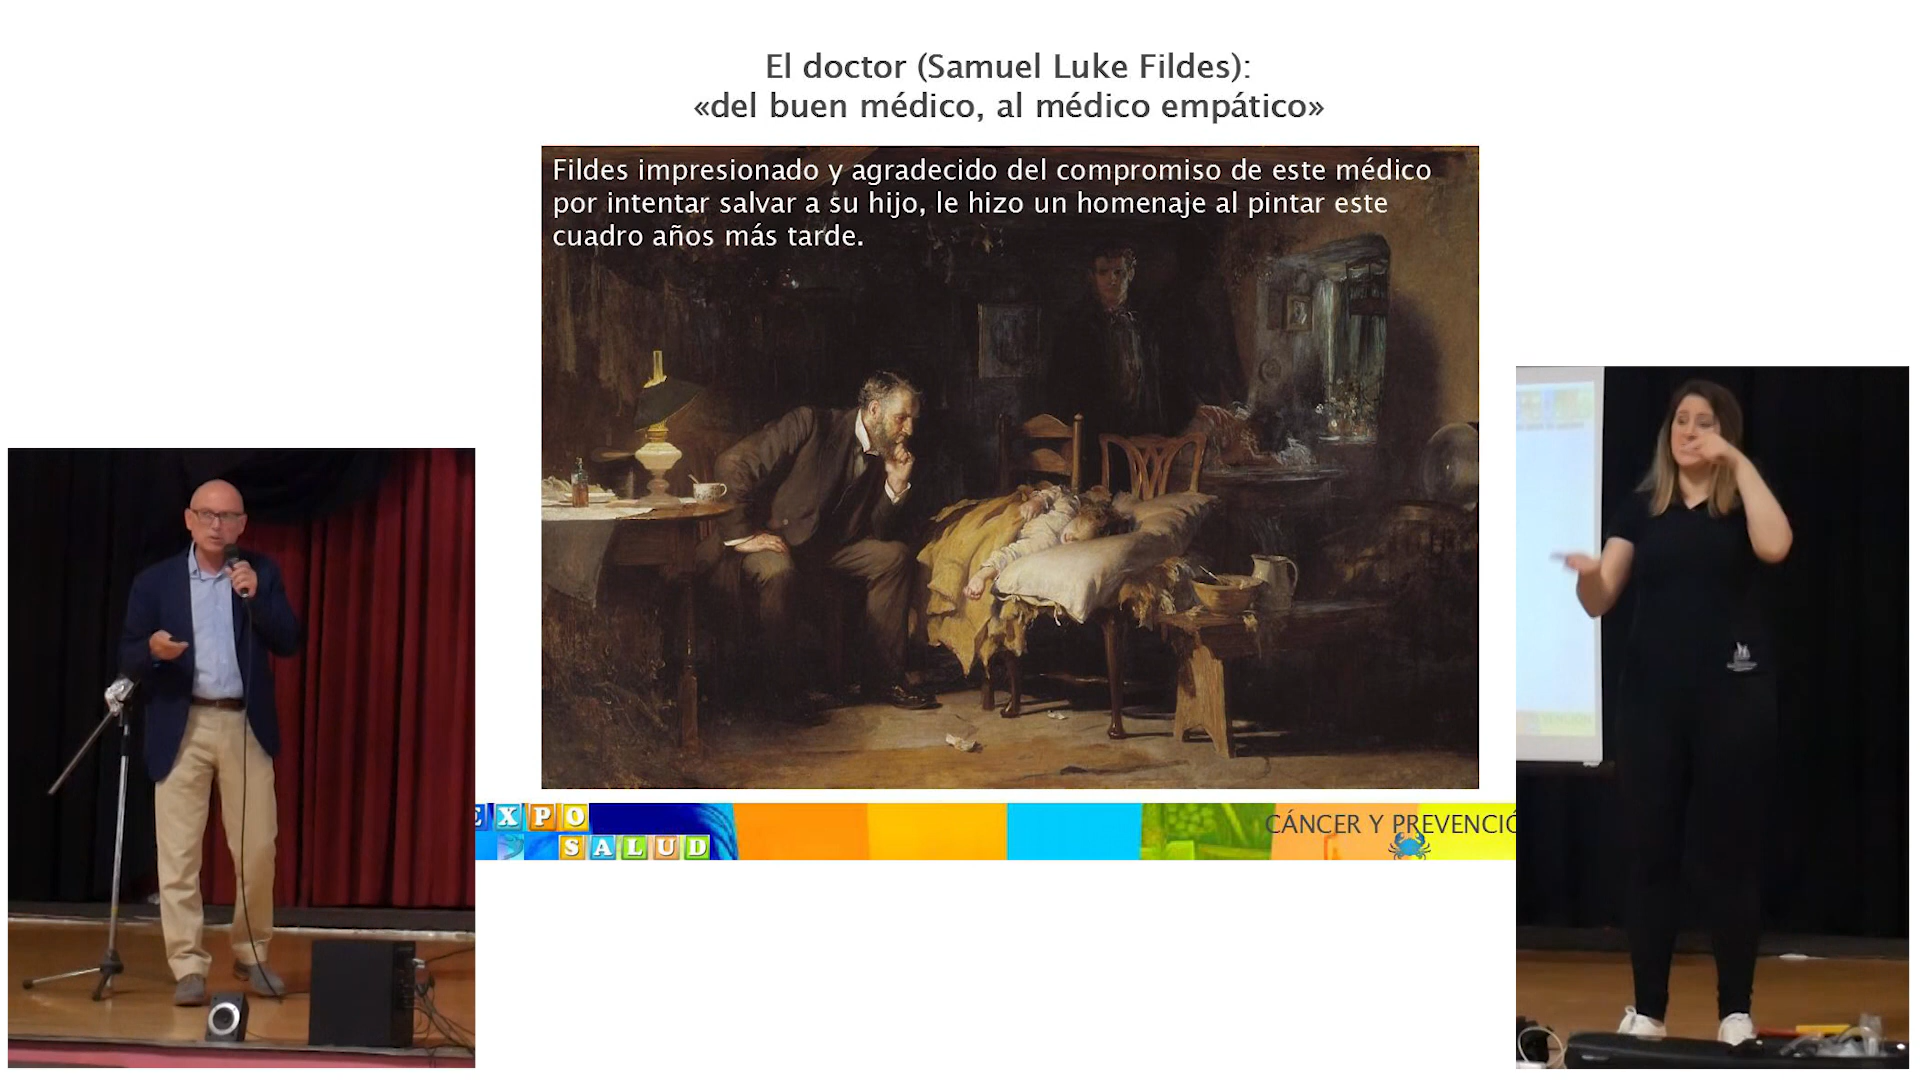 El doctor (Samuel Luke Fildes):
«del buen médico, al médico empático»
Fildes impresionado y agradecido del compromiso de este médico
por intentar salvar a su hijo, le hizo un homenaje al pintar este
cuadro años más tarde.
EXPO
SALUD
CÁNCER Y PREVENCIÓ